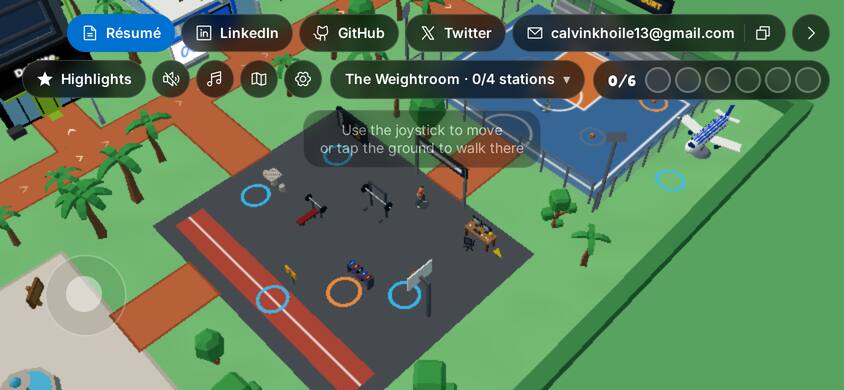 Résumé
LinkedIn
GitHub
Twitter
calvinkhoile13@gmail.com
Highlights
The Weightroom · 0/4 stations
0/6
Use the joystick to move
or tap the ground to walk there